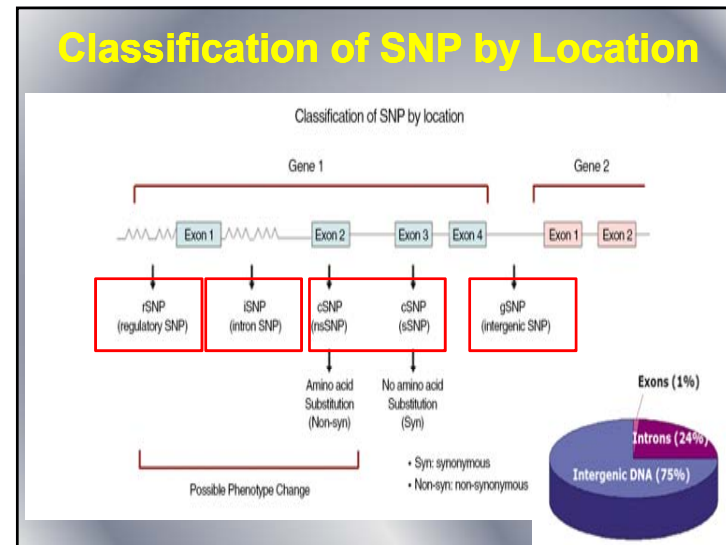 Classification of SNP by Location
Classification of SNP by location
Gene 1
Gene 2
Exon 1
Exon 2
Exon 3
Exon 4
Exon 1
Exon 2
rSNP
(regulatory SNP)
iSNP
(intron SNP)
cSNP
(nsSNP)
cSNP
(sSNP)
gSNP
(intergenic SNP)
Amino acid
Substitution
(Non-syn)
No amino acid
Substitution
(Syn)
Possible Phenotype Change
• Syn: synonymous
• Non-syn: non-synonymous
Exons (1%)
Introns (24%)
Intergenic DNA (75%)